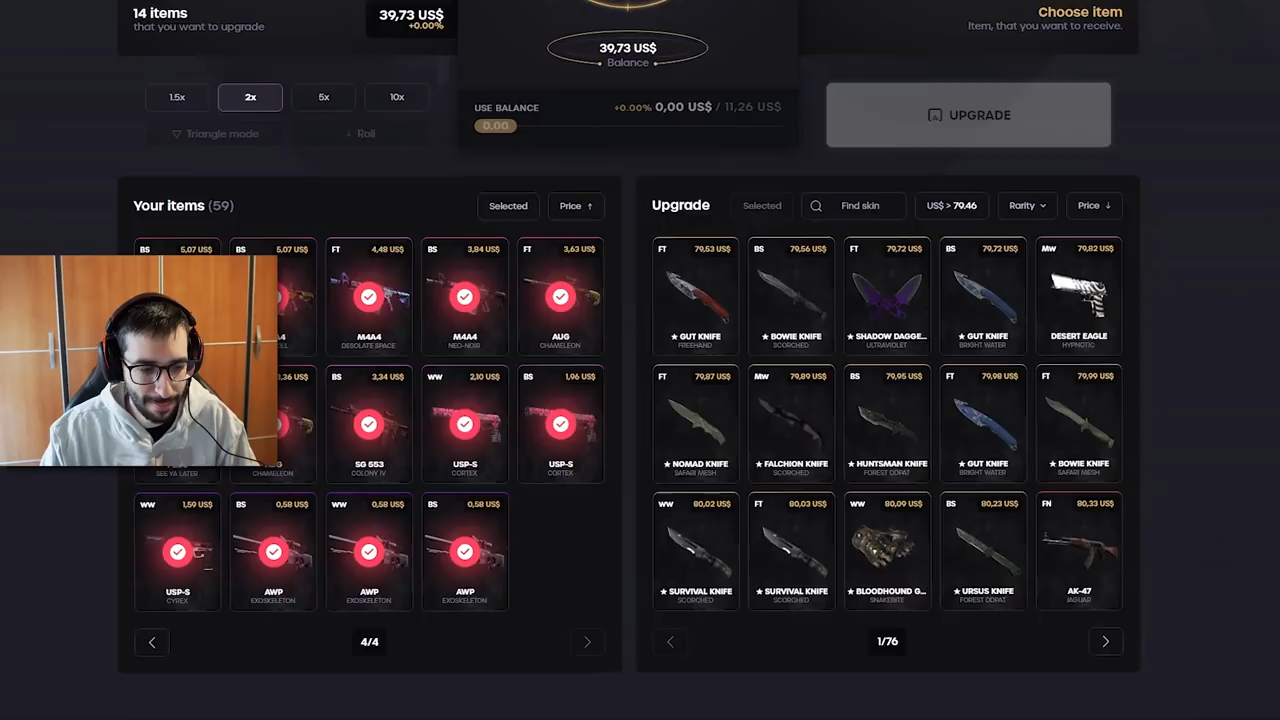 14 items
that you want to upgrade
39,73 US$
+0.00%
39,73 US$
Balance
Choose item
Item, that you want to receive.
1.5x
2x
5x
10x
Triangle mode
Roll
USE BALANCE
+0.00% 0,00 US$ / 11,26 US$
0,00
UPGRADE
Your items (59)
Selected
Price ↑
BS 5,07 US$
BS 5,07 US$
FT 4,48 US$
M4A4
DESOLATE SPACE
BS 3,84 US$
M4A4
NEO-NOIR
FT 3,63 US$
AUG
CHAMELEON
SEE YA LATER
CHAMELEON
BS 3,34 US$
SG 553
COLONY IV
WW 2,10 US$
USP-S
CORTEX
BS 1,96 US$
USP-S
CORTEX
WW 1,59 US$
USP-S
CYREX
BS 0,58 US$
AWP
EXOSKELETON
WW 0,58 US$
AWP
EXOSKELETON
BS 0,58 US$
AWP
EXOSKELETON
4/4
Upgrade
Selected
Find skin
US$ > 79.46
Rarity
Price ↓
FT 79,53 US$
★ GUT KNIFE
FREEHAND
BS 79,56 US$
★ BOWIE KNIFE
SCORCHED
FT 79,72 US$
★ SHADOW DAGGE...
ULTRAVIOLET
BS 79,72 US$
★ GUT KNIFE
BRIGHT WATER
MW 79,82 US$
DESERT EAGLE
HYPNOTIC
FT 79,87 US$
★ NOMAD KNIFE
SAFARI MESH
MW 79,89 US$
★ FALCHION KNIFE
SCORCHED
BS 79,95 US$
★ HUNTSMAN KNIFE
FOREST DDPAT
FT 79,98 US$
★ GUT KNIFE
BRIGHT WATER
FT 79,99 US$
★ BOWIE KNIFE
SAFARI MESH
WW 80,02 US$
★ SURVIVAL KNIFE
SCORCHED
FT 80,03 US$
★ SURVIVAL KNIFE
SCORCHED
WW 80,09 US$
★ BLOODHOUND G...
SNAKEBITE
BS 80,23 US$
★ URSUS KNIFE
FOREST DDPAT
FN 80,33 US$
AK-47
JAGUAR
1/76